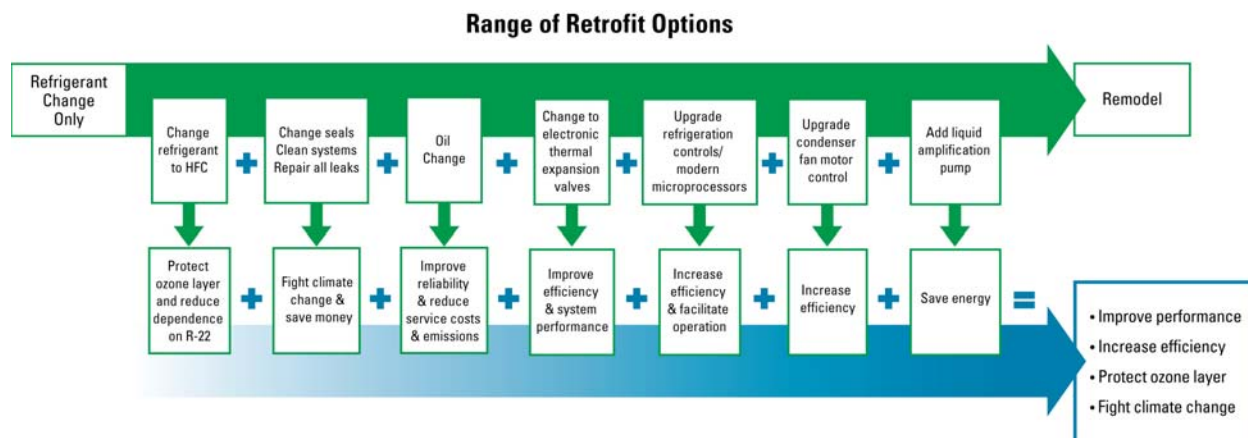 Range of Retrofit Options
Refrigerant
Change
Only
Change
refrigerant
to HFC
+
Change seals
Clean systems
Repair all leaks
+
Oil
Change
+
Change to
electronic
thermal
expansion
valves
+
Upgrade
refrigeration
controls/
modern
microprocessors
+
Upgrade
condenser
fan motor
control
+
Add liquid
amplification
pump
Remodel
Protect
ozone layer
and reduce
dependence
on R-22
+
Fight climate
change &
save money
+
Improve
reliability
& reduce
service costs
& emissions
+
Improve
efficiency
& system
performance
+
Increase
efficiency
& facilitate
operation
+
Increase
efficiency
+
Save energy
=
• Improve performance
• Increase efficiency
• Protect ozone layer
• Fight climate change